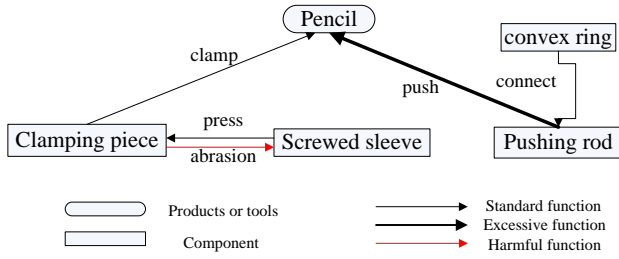 Pencil
convex ring
clamp
push
connect
press
Clamping piece
Screwed sleeve
Pushing rod
abrasion
Products or tools
Standard function
Excessive function
Component
Harmful function